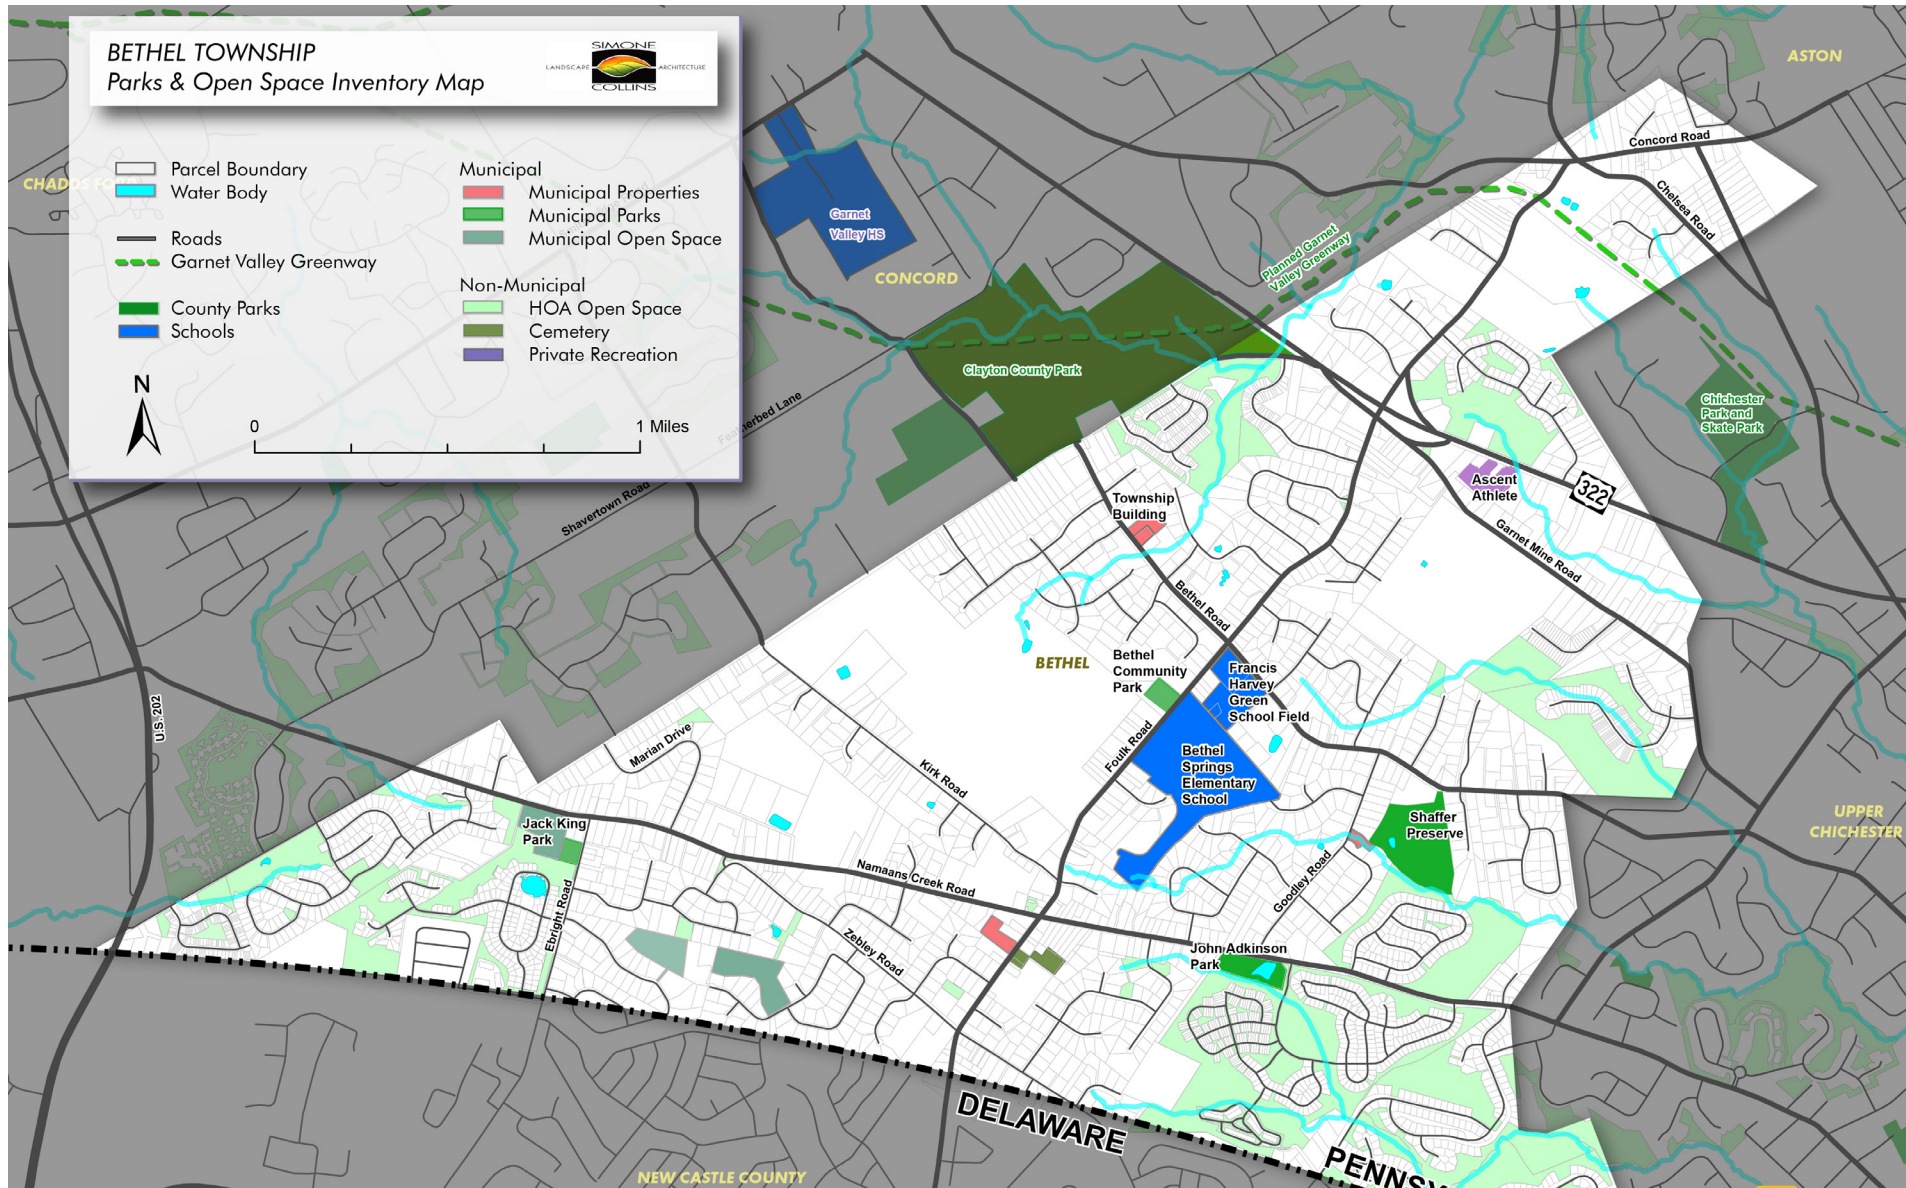 BETHEL TOWNSHIP
Parks & Open Space Inventory Map
SIMONE
LANDSCAPE ARCHITECTURE
COLLINS
Parcel Boundary
Water Body
Roads
Garnet Valley Greenway
County Parks
Schools
Municipal
Municipal Properties
Municipal Parks
Municipal Open Space
Non-Municipal
HOA Open Space
Cemetery
Private Recreation
N
0
1 Miles
CHADDS FORD
ASTON
Concord Road
Chelsea Road
Garnet
Valley HS
CONCORD
Planned Garnet
Valley Greenway
Clayton County Park
Chichester
Park and
Skate Park
Featherbed Lane
Shavertown Road
Ascent
Athlete
322
Garnet Mine Road
Township
Building
Bethel Road
BETHEL
Bethel
Community
Park
Francis
Harvey
Green
School Field
U.S. 202
Marian Drive
Kirk Road
Foulk Road
Bethel
Springs
Elementary
School
Shaffer
Preserve
UPPER
CHICHESTER
Jack King
Park
Namaans Creek Road
Goodley Road
Ebright Road
Zebley Road
John Adkinson
Park
DELAWARE
PENNSY
NEW CASTLE COUNTY